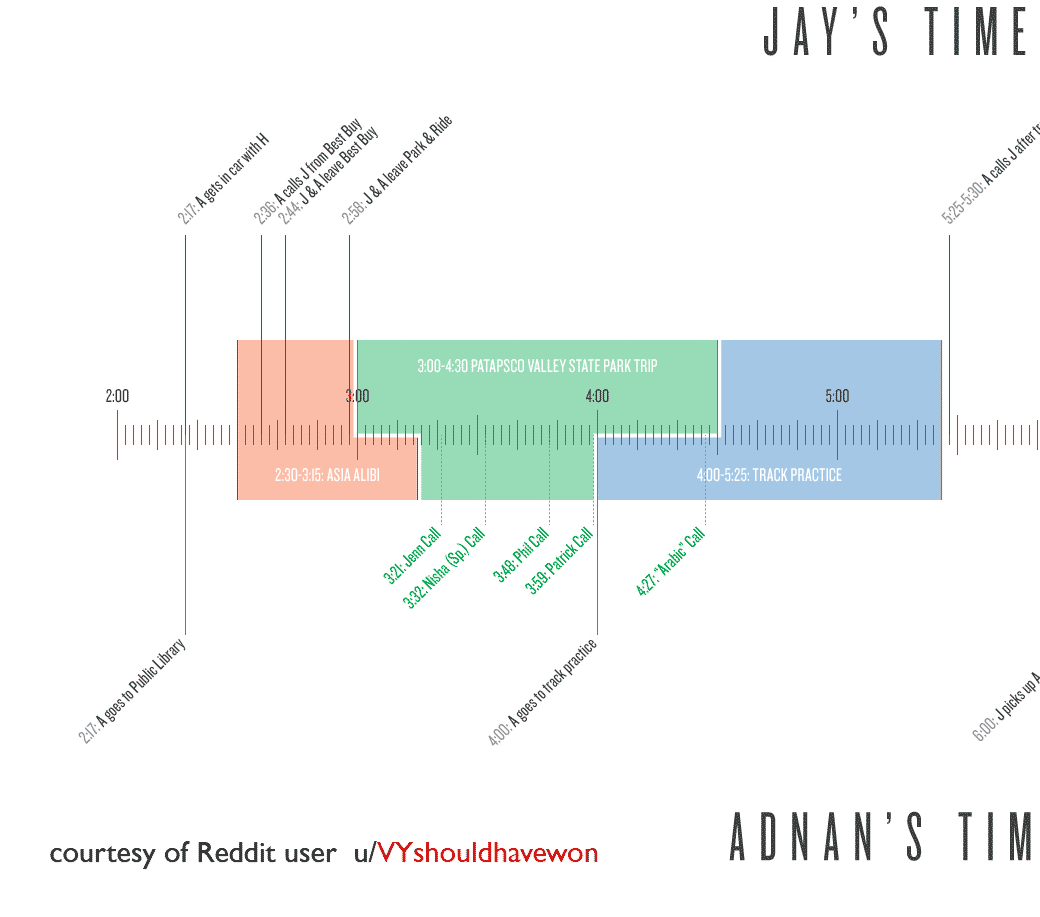 JAY'S TIME
2:17: A gets in car with H
2:36: A calls J from Best Buy
2:44: J & A leave Best Buy
2:58: J & A leave Park & Ride
5:25-5:30: A calls J after tr
3:00-4:30 PATAPSCO VALLEY STATE PARK TRIP
2:00
3:00
4:00
5:00
2:30-3:15: ASIA ALIBI
4:00-5:25: TRACK PRACTICE
3:21: Jenn Call
3:32: Nisha (Sp.) Call
3:48: Phil Call
3:59: Patrick Call
4:27: "Arabic" Call
2:17: A goes to Public Library
4:00: A goes to track practice
6:00: J picks up A
ADNAN'S TIM
courtesy of Reddit user u/VYshouldhavewon